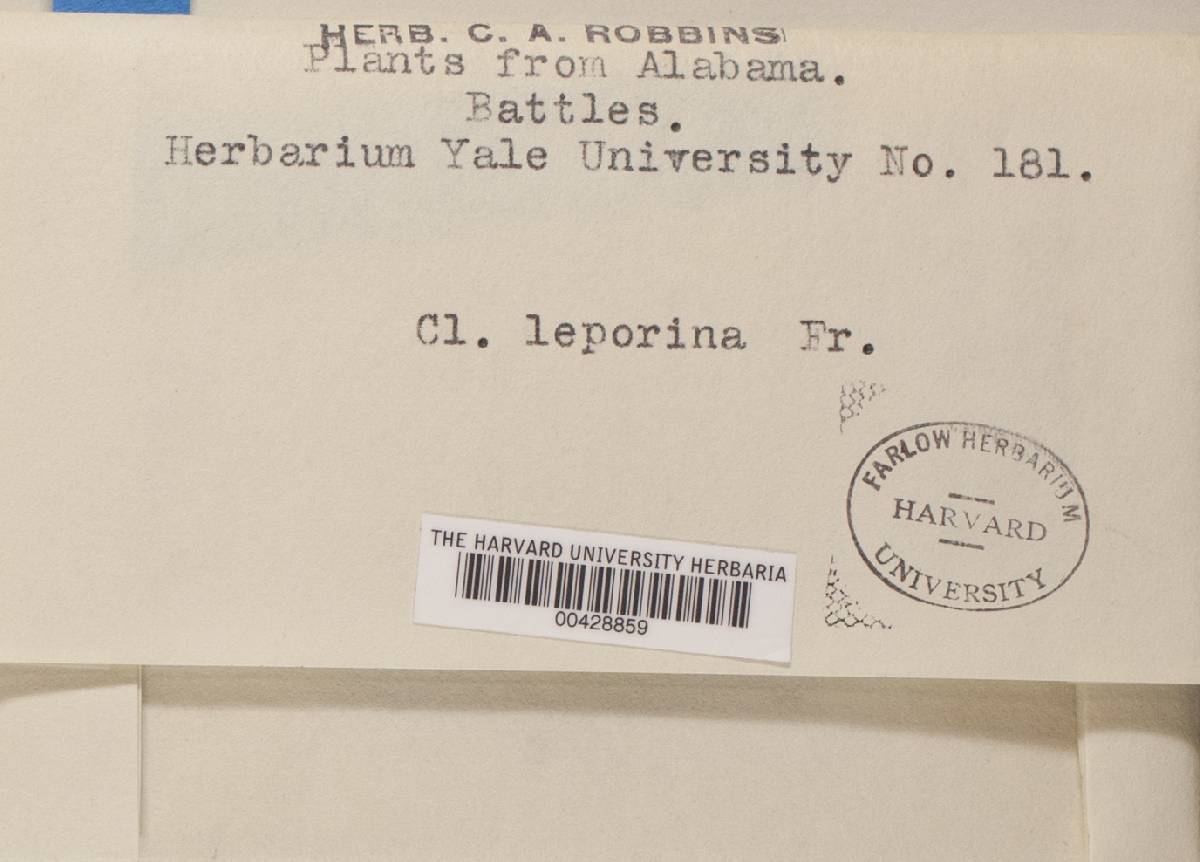 HERB. C. A. ROBBINS
Plants from Alabama.
Battles.
Herbarium Yale University No. 181.
Cl. leporina Fr.
FARLOW HERBARIUM
HARVARD
UNIVERSITY
THE HARVARD UNIVERSITY HERBARIA
00428859